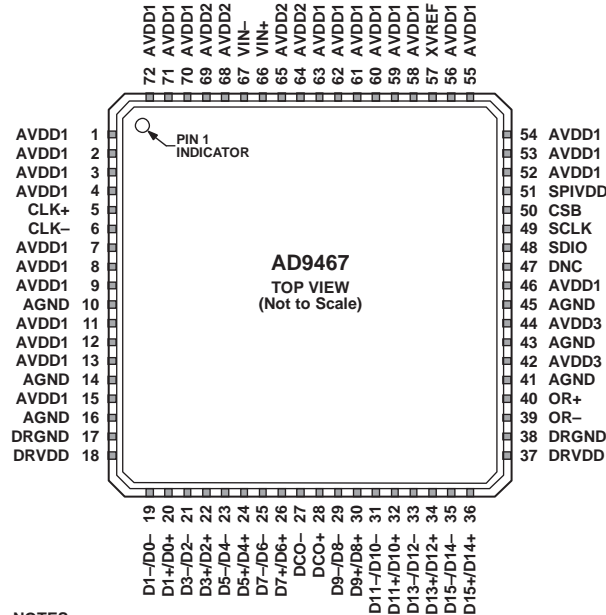 72 AVDD1
71 AVDD1
70 AVDD1
69 AVDD2
68 AVDD2
67 VIN–
66 VIN+
65 AVDD2
64 AVDD2
63 AVDD1
62 AVDD1
61 AVDD1
60 AVDD1
59 AVDD1
58 AVDD1
57 XVREF
56 AVDD1
55 AVDD1
PIN 1
INDICATOR
AVDD1 1
AVDD1 2
AVDD1 3
AVDD1 4
CLK+ 5
CLK– 6
AVDD1 7
AVDD1 8
AVDD1 9
AGND 10
AVDD1 11
AVDD1 12
AVDD1 13
AGND 14
AVDD1 15
AGND 16
DRGND 17
DRVDD 18
AD9467
TOP VIEW
(Not to Scale)
54 AVDD1
53 AVDD1
52 AVDD1
51 SPIVDD
50 CSB
49 SCLK
48 SDIO
47 DNC
46 AVDD1
45 AGND
44 AVDD3
43 AGND
42 AVDD3
41 AGND
40 OR+
39 OR–
38 DRGND
37 DRVDD
D1–/D0– 19
D1+/D0+ 20
D3–/D2– 21
D3+/D2+ 22
D5–/D4– 23
D5+/D4+ 24
D7–/D6– 25
D7+/D6+ 26
DCO– 27
DCO+ 28
D9–/D8– 29
D9+/D8+ 30
D11–/D10– 31
D11+/D10+ 32
D13–/D12– 33
D13+/D12+ 34
D15–/D14– 35
D15+/D14+ 36